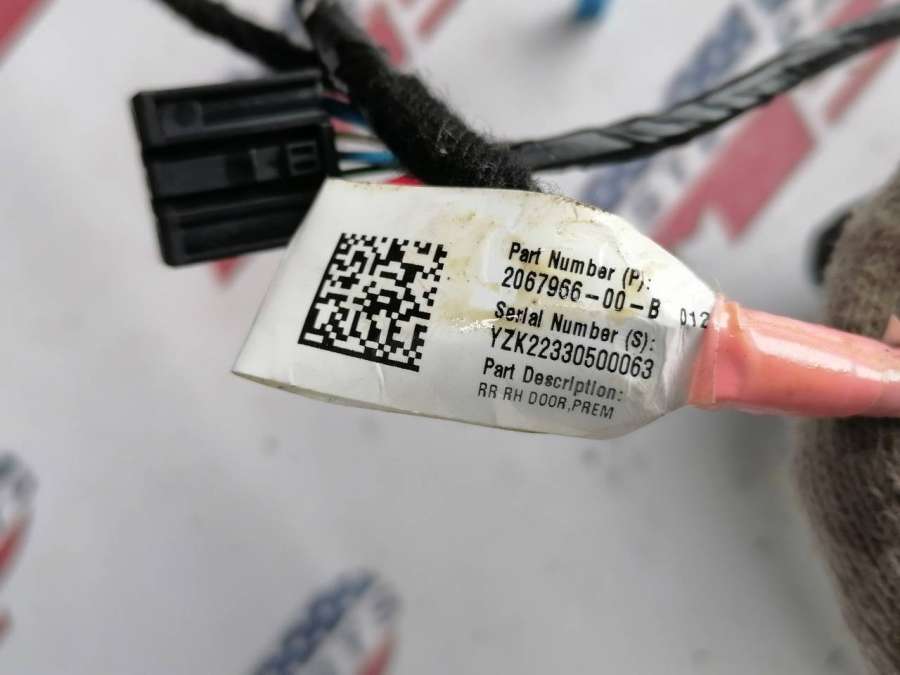 Part Number (P):
2067966-00-B 012
Serial Number (S):
YZK22330500063
Part Description:
RR RH DOOR,PREM